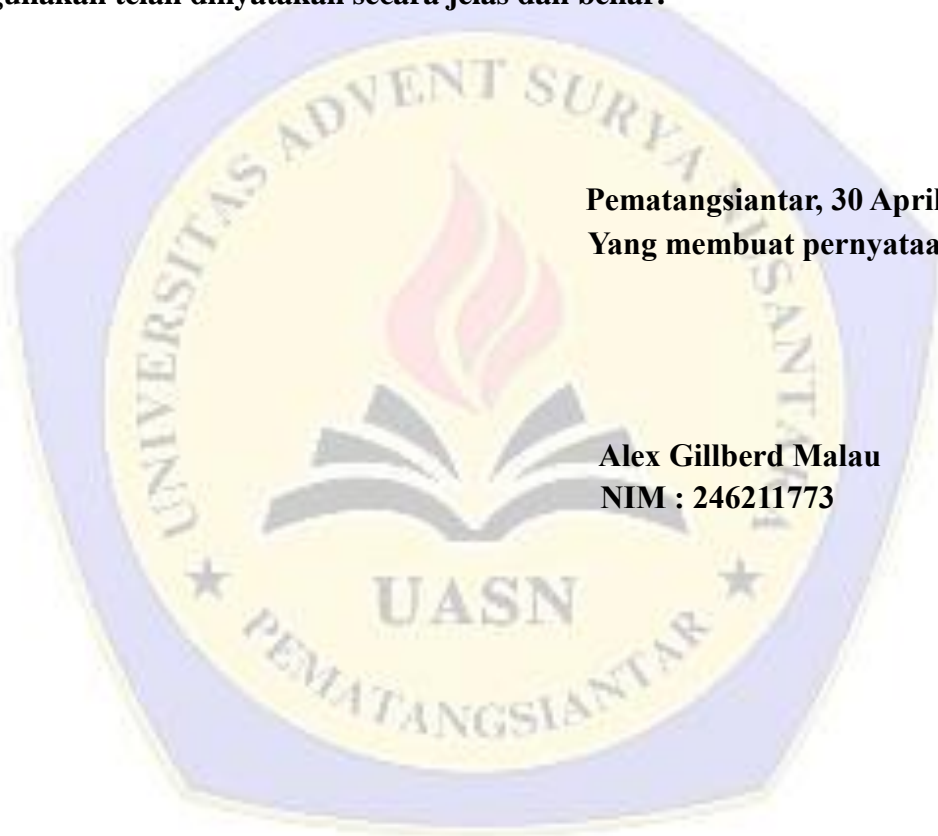 telah dinyatakan secara jelas dan benar.
UNIVERSITAS ADVENT SURYA NUSANTARA
Pematangsiantar, 30 April
Yang membuat pernyataa
Alex Gillberd Malau
NIM : 246211773
UASN
PEMATANGSIANTAR